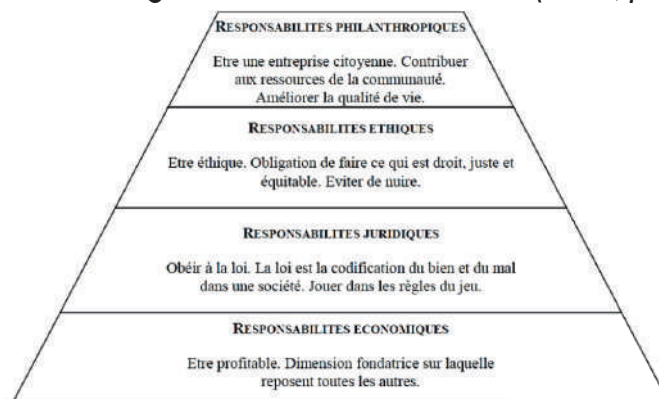 RESPONSABILITES PHILANTHROPIQUES
Etre une entreprise citoyenne. Contribuer
aux ressources de la communauté.
Améliorer la qualité de vie.
RESPONSABILITES ETHIQUES
Etre éthique. Obligation de faire ce qui est droit, juste et
équitable. Eviter de nuire.
RESPONSABILITES JURIDIQUES
Obéir à la loi. La loi est la codification du bien et du mal
dans une société. Jouer dans les règles du jeu.
RESPONSABILITES ECONOMIQUES
Etre profitable. Dimension fondatrice sur laquelle
reposent toutes les autres.